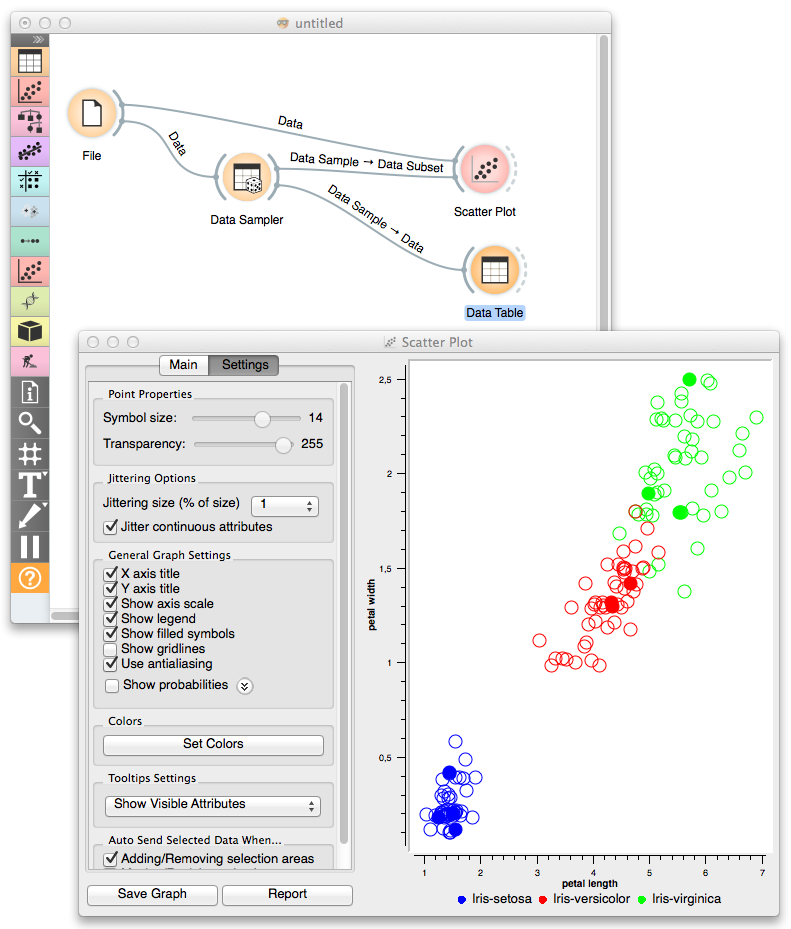 untitled
Data
File
Data
Data Sample → Data Subset
Data Sampler
Scatter Plot
Data Sample → Data
Data Table
Scatter Plot
Main
Settings
Point Properties
Symbol size: 14
Transparency: 255
Jittering Options
Jittering size (% of size) 1
Jitter continuous attributes
General Graph Settings
X axis title
Y axis title
Show axis scale
Show legend
Show filled symbols
Show gridlines
Use antialiasing
Show probabilities
Colors
Set Colors
Tooltips Settings
Show Visible Attributes
Auto Send Selected Data When...
Adding/Removing selection areas
Save Graph
Report
petal width
2,5
2
1,5
1
0,5
1 2 3 4 5 6 7
petal length
Iris-setosa Iris-versicolor Iris-virginica